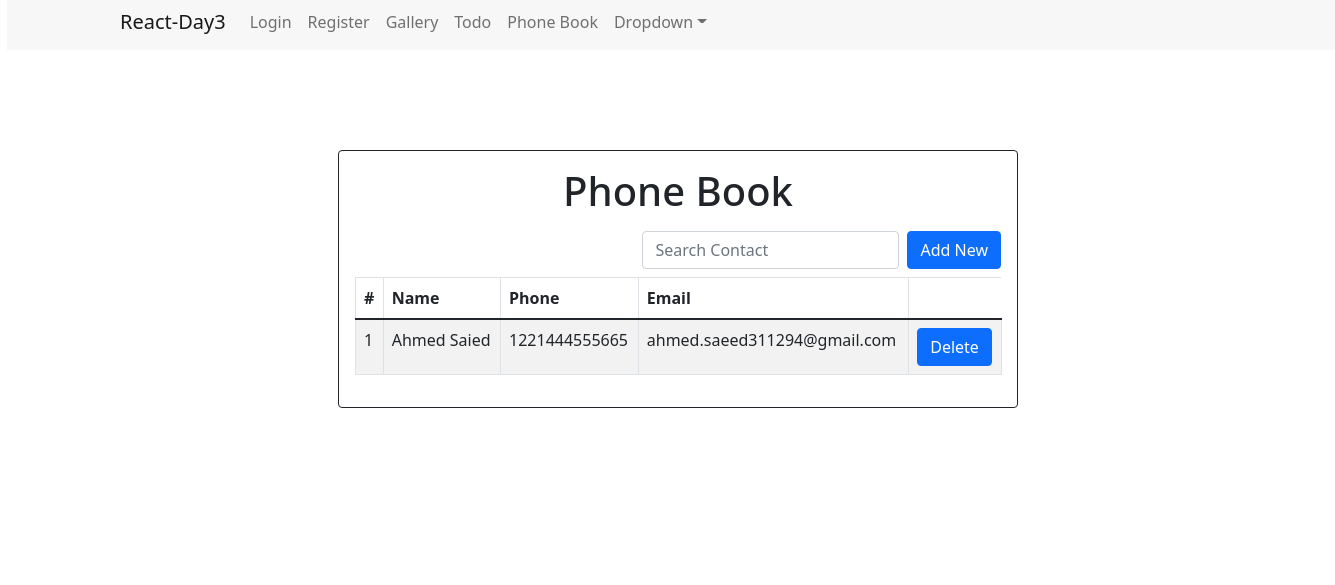 React-Day3 Login Register Gallery Todo Phone Book Dropdown
Phone Book
Search Contact Add New
# Name Phone Email
1 Ahmed Saied 1221444555665 ahmed.saeed311294@gmail.com Delete